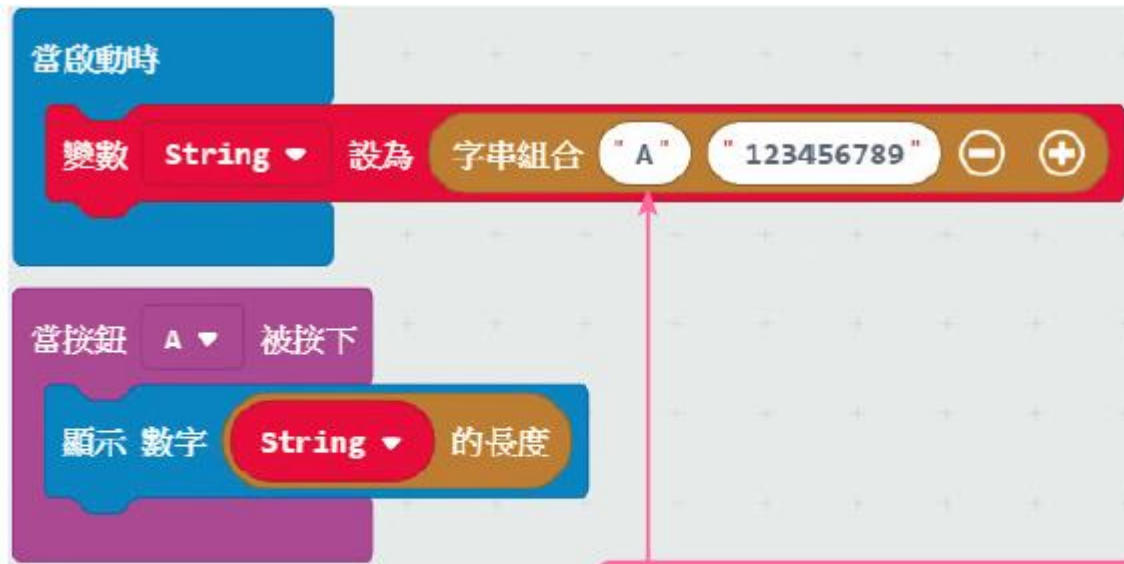 當啟動時
變數 String 設為 字串組合 "A" "123456789"
當按鈕 A 被按下
顯示 數字 String 的長度